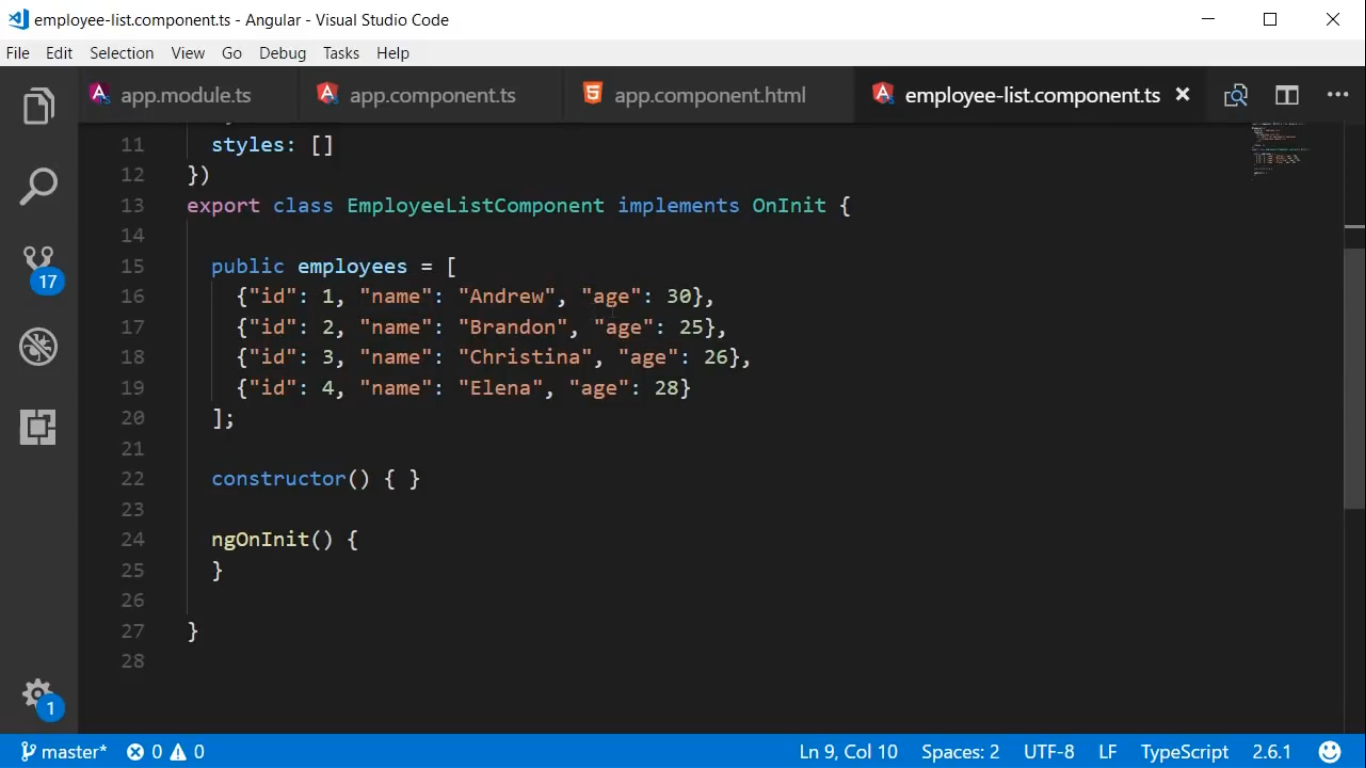 employee-list.component.ts - Angular - Visual Studio Code
File Edit Selection View Go Debug Tasks Help
app.module.ts app.component.ts app.component.html employee-list.component.ts
11 styles: []
12 })
13 export class EmployeeListComponent implements OnInit {
14
15 public employees = [
16 {"id": 1, "name": "Andrew", "age": 30},
17 {"id": 2, "name": "Brandon", "age": 25},
18 {"id": 3, "name": "Christina", "age": 26},
19 {"id": 4, "name": "Elena", "age": 28}
20 ];
21
22 constructor() { }
23
24 ngOnInit() {
25 }
26
27 }
28
17
1
master* 0 0 Ln 9, Col 10 Spaces: 2 UTF-8 LF TypeScript 2.6.1